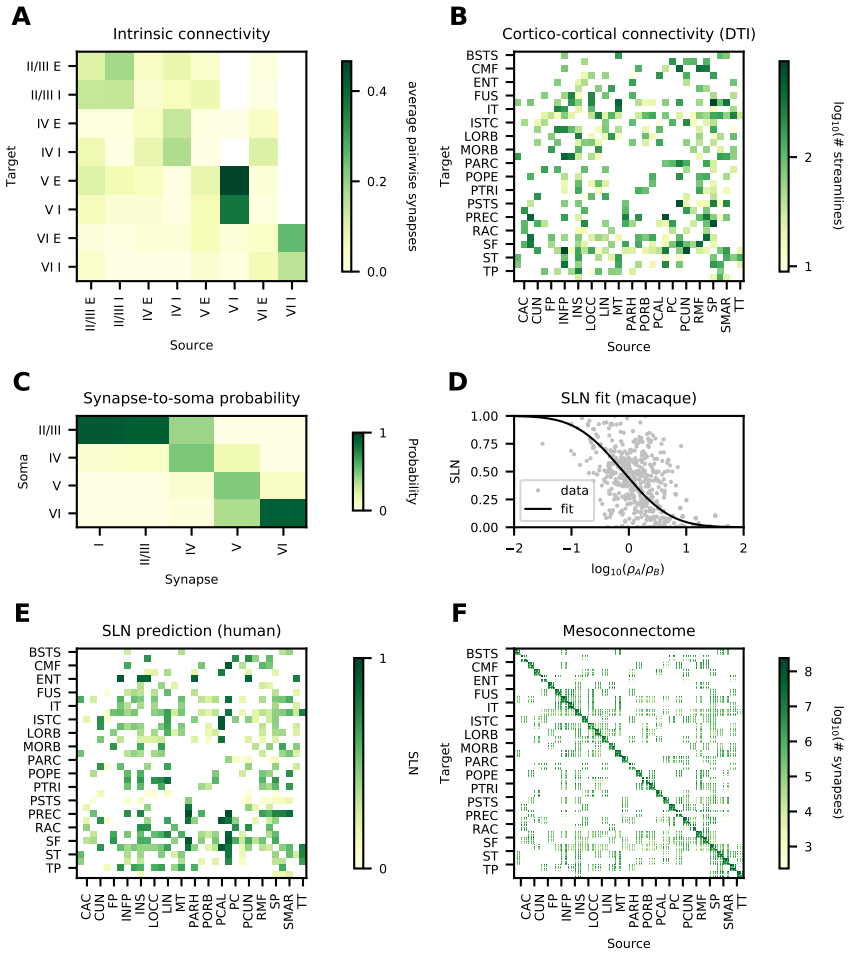 A
Intrinsic connectivity
II/III E
II/III I
IV E
IV I
V E
V I
VI E
VI I
Target
II/III E
II/III I
IV E
IV I
V E
V I
VI E
VI I
Source
0.4
0.2
0.0
average pairwise synapses
B
Cortico-cortical connectivity (DTI)
BSTS
CMF
ENT
FUS
IT
ISTC
LORB
MORB
PARC
POPE
PTRI
PSTS
PREC
RAC
SF
ST
TP
Target
CAC
CUN
FP
INFP
INS
LOCC
LIN
MT
PARH
PORB
PCAL
PC
PCUN
RMF
SP
SMAR
TT
Source
2
1
log10(# streamlines)
C
Synapse-to-soma probability
II/III
IV
V
VI
Soma
I
II/III
IV
V
VI
Synapse
1
0
Probability
D
SLN fit (macaque)
1.00
0.75
0.50
0.25
0.00
SLN
data
fit
−2
−1
0
1
2
log10(ρA/ρB)
E
SLN prediction (human)
BSTS
CMF
ENT
FUS
IT
ISTC
LORB
MORB
PARC
POPE
PTRI
PSTS
PREC
RAC
SF
ST
TP
CAC
CUN
FP
INFP
INS
LOCC
LIN
MT
PARH
PORB
PCAL
PC
PCUN
RMF
SP
SMAR
TT
1
0
SLN
F
Mesoconnectome
BSTS
CMF
ENT
FUS
IT
ISTC
LORB
MORB
PARC
POPE
PTRI
PSTS
PREC
RAC
SF
ST
TP
Target
CAC
CUN
FP
INFP
INS
LOCC
LIN
MT
PARH
PORB
PCAL
PC
PCUN
RMF
SP
SMAR
TT
Source
8
7
6
5
4
3
log10(# synapses)